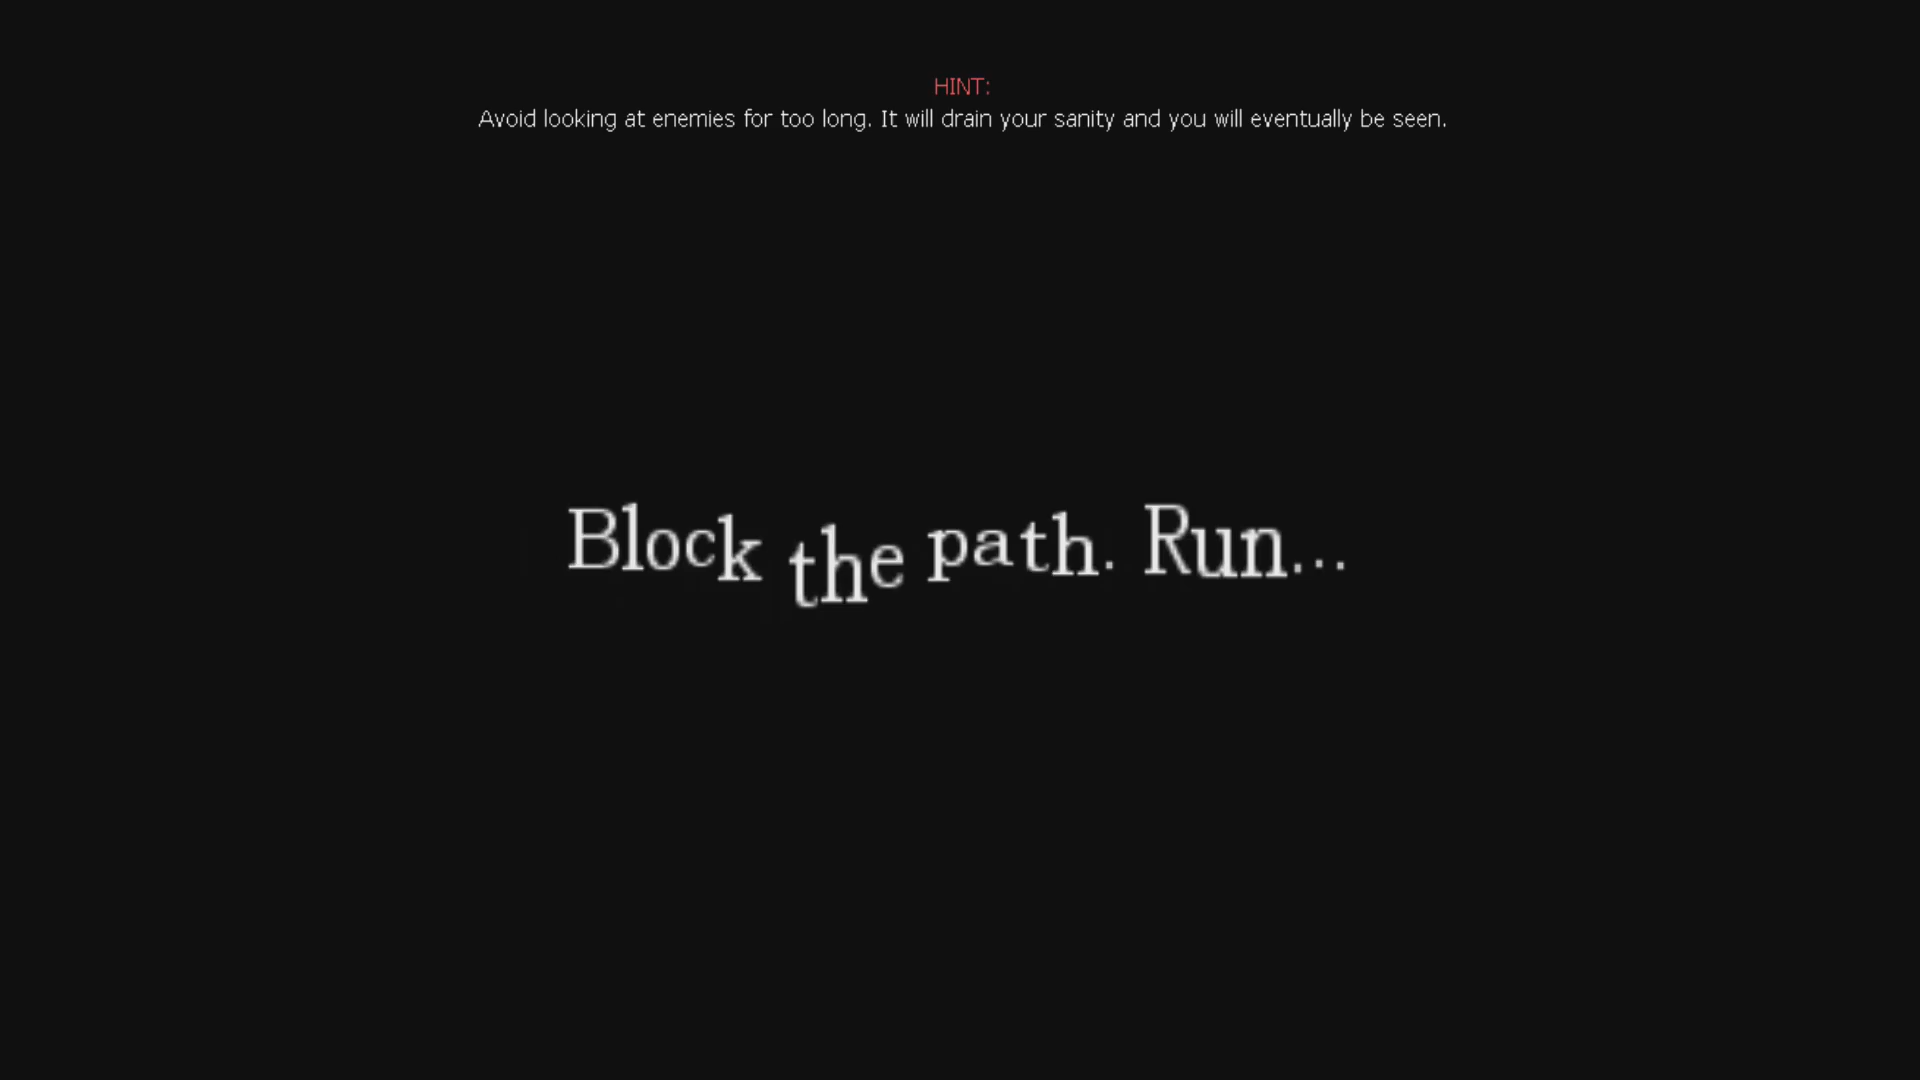 HINT:
Avoid looking at enemies for too long. It will drain your sanity and you will eventually be seen.
Block the path. Run...